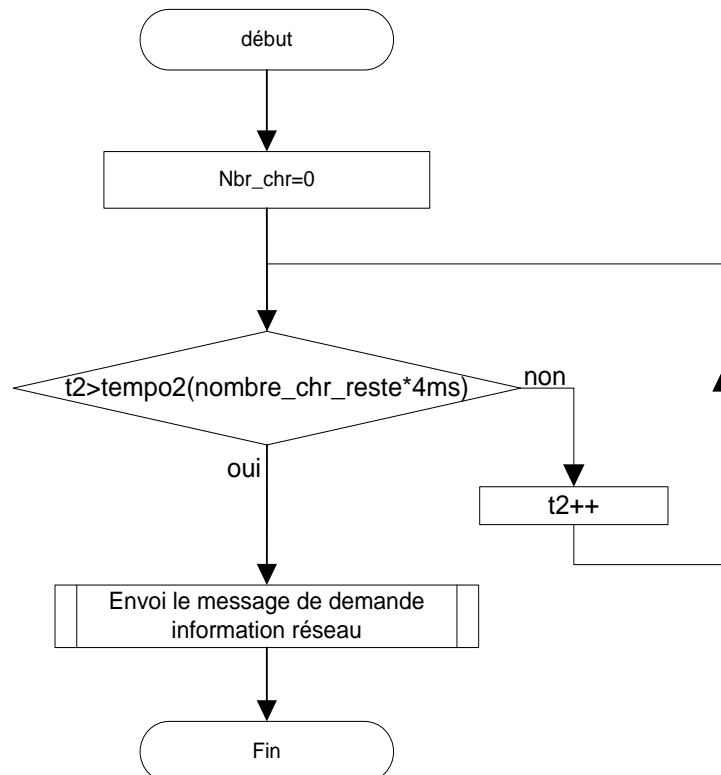 début
Nbr_chr=0
t2>tempo2(nombre_chr_reste*4ms)
non
oui
t2++
Envoi le message de demande
information réseau
Fin